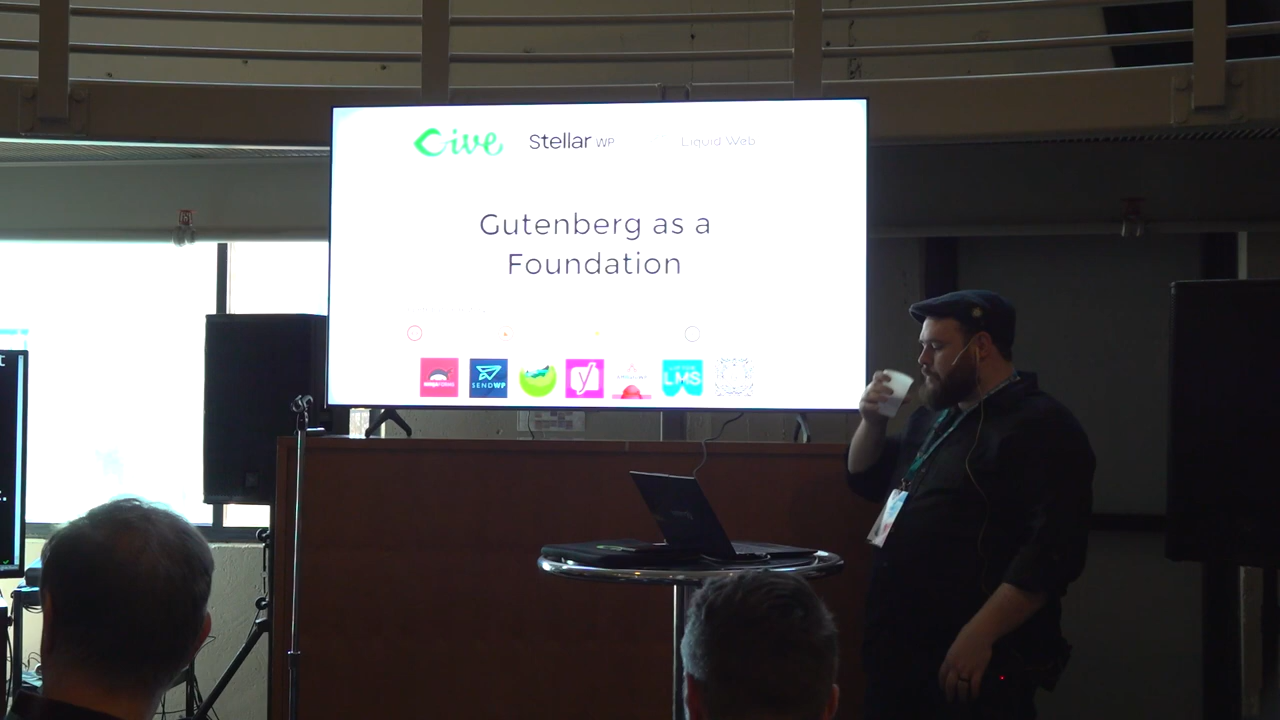 Give
Stellar WP
Liquid Web
Gutenberg as a
Foundation
SENDWP
LMS